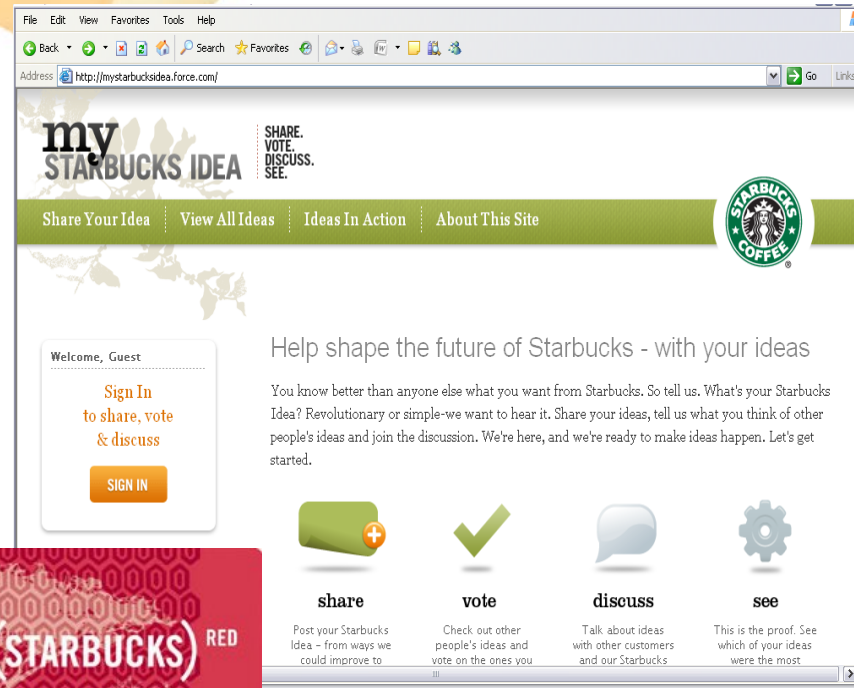 File Edit View Favorites Tools Help
Back Search Favorites
Address http://mystarbucksidea.force.com/ Go Links
my
STARBUCKS IDEA
SHARE.
VOTE.
DISCUSS.
SEE.
Share Your Idea View All Ideas Ideas In Action About This Site
STARBUCKS
COFFEE
®
Welcome, Guest
Sign In
to share, vote
& discuss
SIGN IN
Help shape the future of Starbucks - with your ideas
You know better than anyone else what you want from Starbucks. So tell us. What's your Starbucks
Idea? Revolutionary or simple-we want to hear it. Share your ideas, tell us what you think of other
people's ideas and join the discussion. We're here, and we're ready to make ideas happen. Let's get
started.
share
Post your Starbucks
Idea – from ways we
could improve to
vote
Check out other
people's ideas and
vote on the ones you
discuss
Talk about ideas
with other customers
and our Starbucks
see
This is the proof. See
which of your ideas
were the most
(STARBUCKS) RED